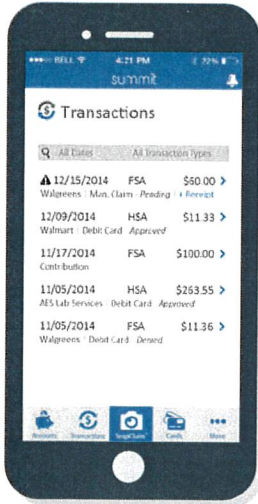 BELL 4:21 PM 22%
summit
Transactions
All Dates All Transaction Types
12/15/2014 FSA $60.00 >
Walgreens | Man. Claim - Pending | + Receipt
12/09/2014 HSA $11.33 >
Walmart | Debit Card Approved
11/17/2014 FSA $100.00 >
Contribution
11/05/2014 HSA $263.55 >
AES Lab Services | Debit Card Approved
11/05/2014 FSA $11.36 >
Walgreens | Debit Card Denied
Accounts Transactions SnapClaim Cards More